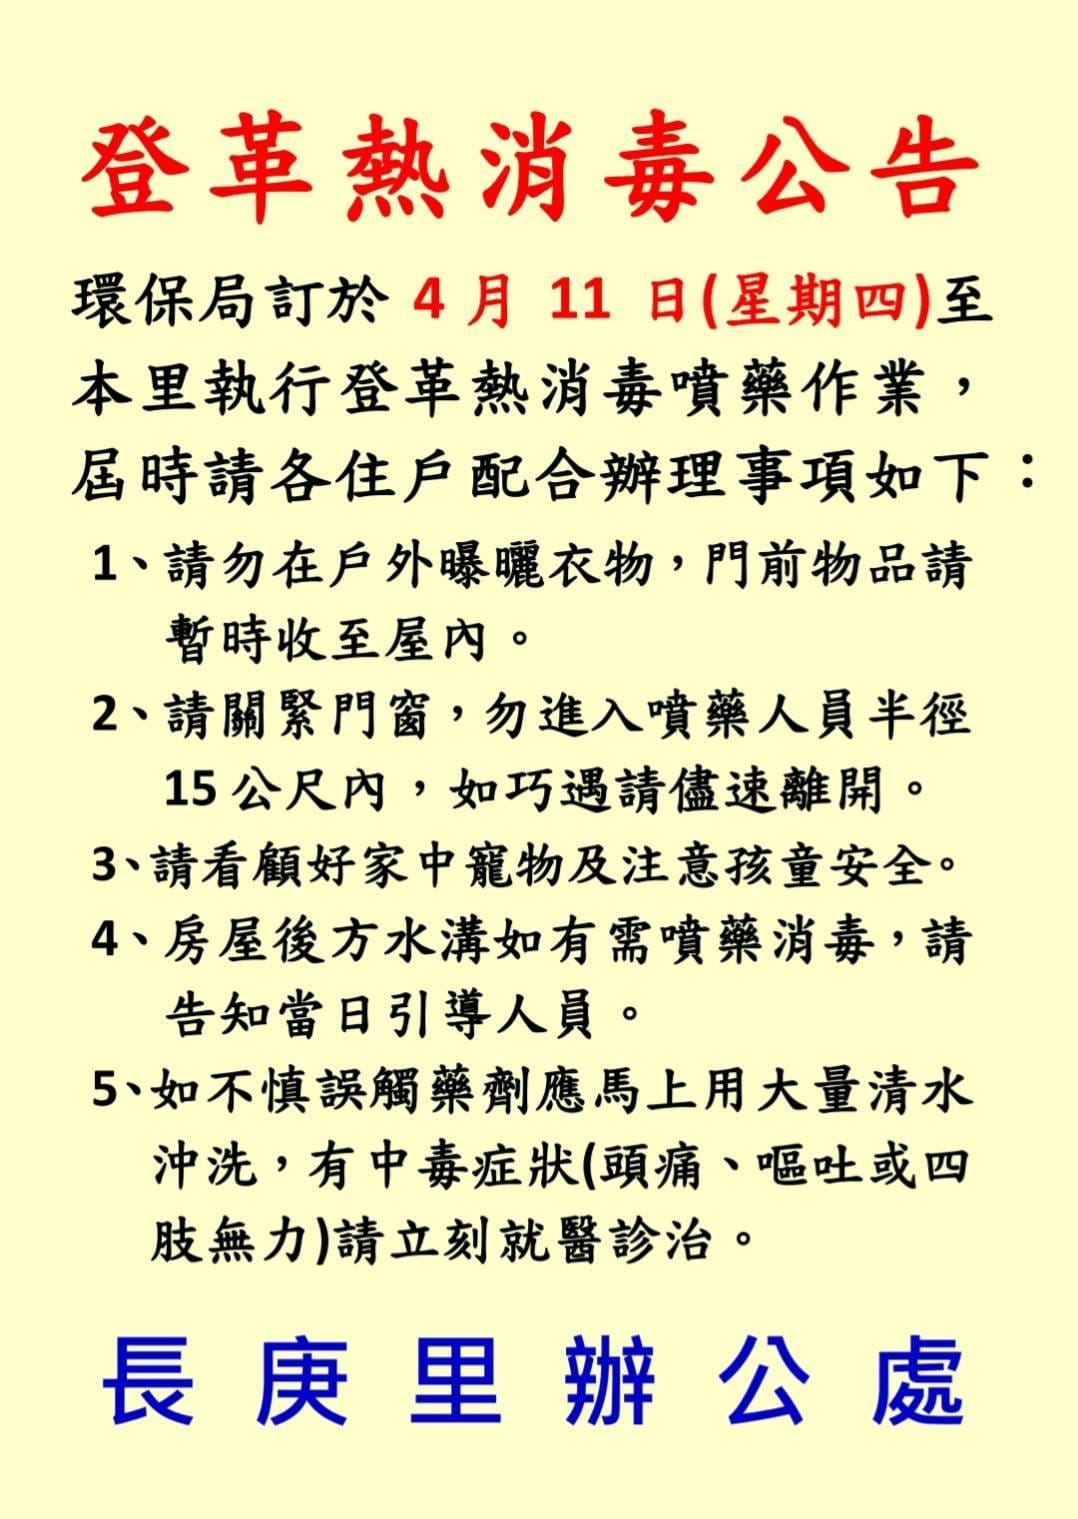 登革熱消毒公告
環保局訂於 4 月 11 日(星期四)至
本里執行登革熱消毒噴藥作業，
屆時請各住戶配合辦理事項如下：
1、請勿在戶外曝曬衣物，門前物品請
暫時收至屋內。
2、請關緊門窗，勿進入噴藥人員半徑
15 公尺內，如巧遇請儘速離開。
3、請看顧好家中寵物及注意孩童安全。
4、房屋後方水溝如有需噴藥消毒，請
告知當日引導人員。
5、如不慎誤觸藥劑應馬上用大量清水
沖洗，有中毒症狀(頭痛、嘔吐或四
肢無力)請立刻就醫診治。
長庚里辦公處